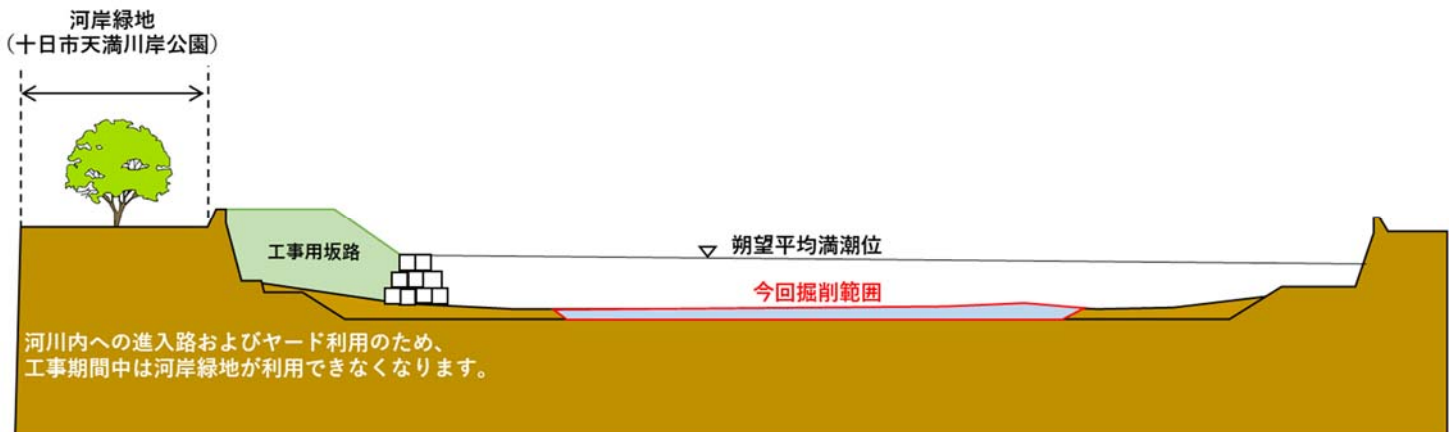 河岸緑地
（十日市天満川岸公園）
工事用坂路
朔望平均満潮位
今回掘削範囲
河川内への進入路およびヤード利用のため、
工事期間中は河岸緑地が利用できなくなります。